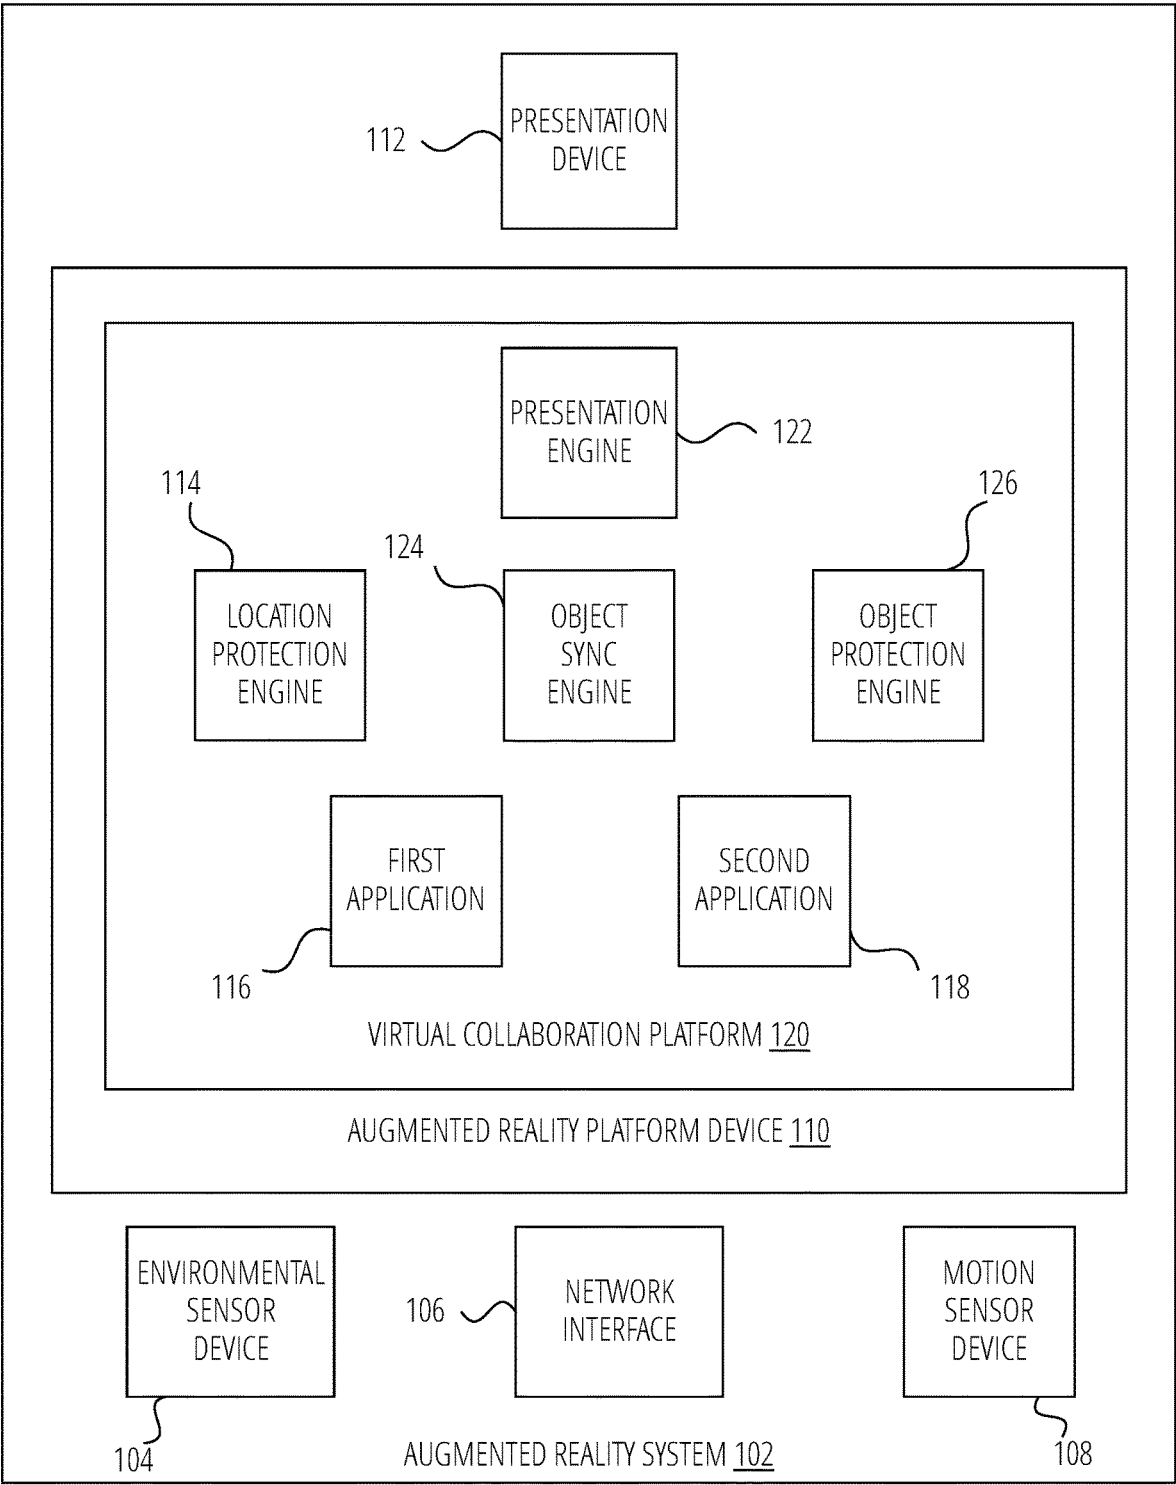 PRESENTATION
DEVICE
112
PRESENTATION
ENGINE
122
114
126
124
LOCATION
PROTECTION
ENGINE
OBJECT
SYNC
ENGINE
OBJECT
PROTECTION
ENGINE
FIRST
APPLICATION
SECOND
APPLICATION
116
118
VIRTUAL COLLABORATION PLATFORM 120
AUGMENTED REALITY PLATFORM DEVICE 110
ENVIRONMENTAL
SENSOR
DEVICE
106
NETWORK
INTERFACE
MOTION
SENSOR
DEVICE
104
AUGMENTED REALITY SYSTEM 102
108